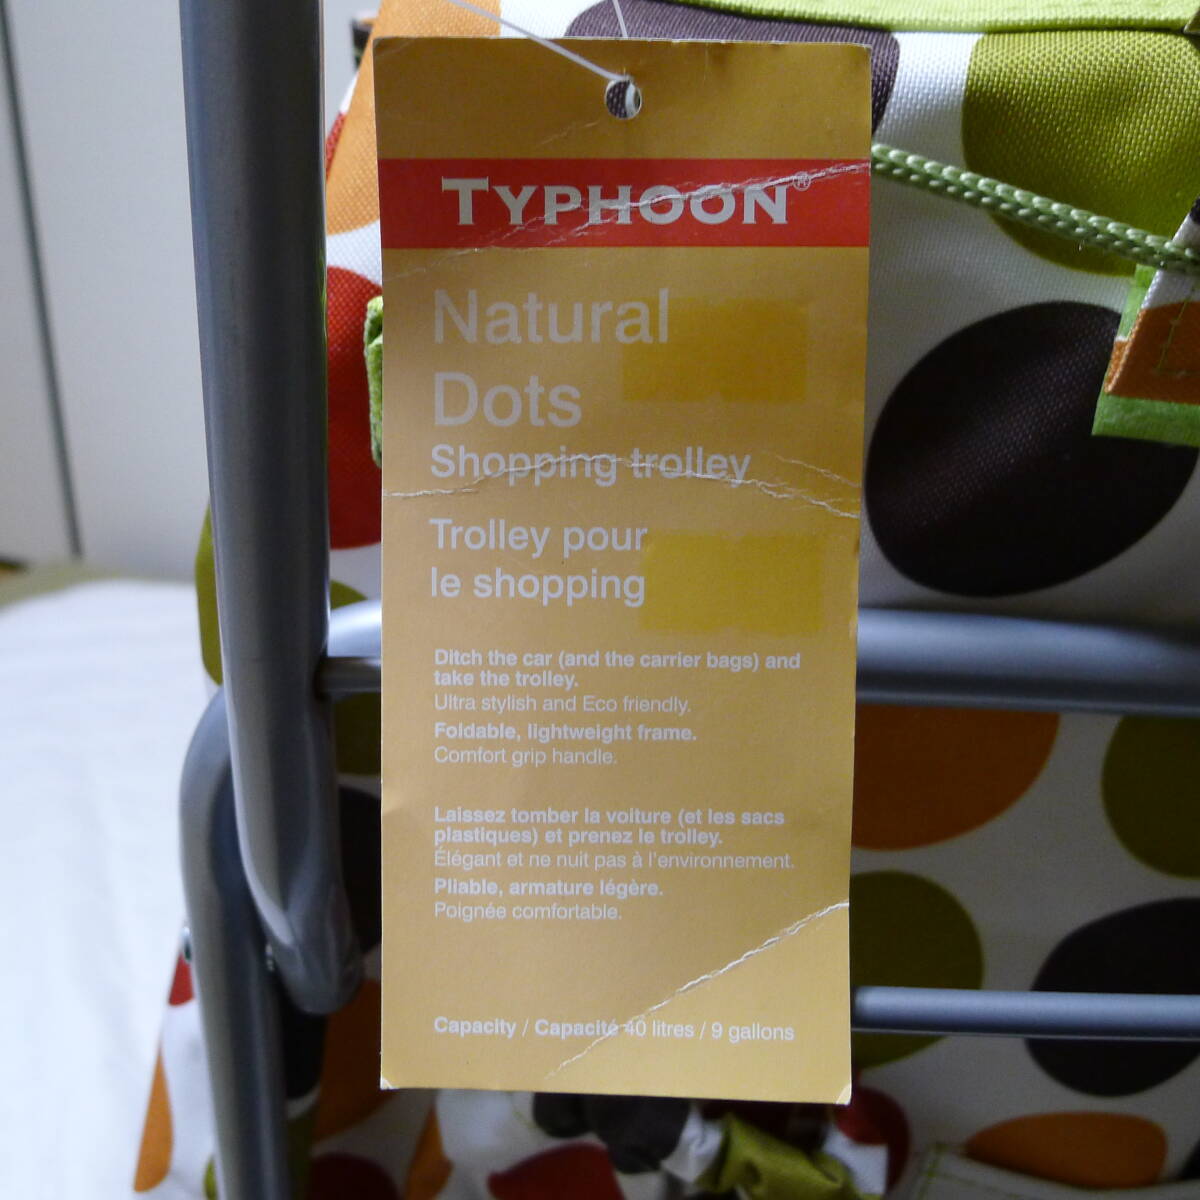 TYPHOON®
Natural
Dots
Shopping trolley
Trolley pour
le shopping
Ditch the car (and the carrier bags) and
take the trolley.
Ultra stylish and Eco friendly.
Foldable, lightweight frame.
Comfort grip handle.
Laissez tomber la voiture (et les sacs
plastiques) et prenez le trolley.
Élégant et ne nuit pas à l'environnement.
Pliable, armature légère.
Poignée comfortable.
Capacity / Capacité 40 litres / 9 gallons